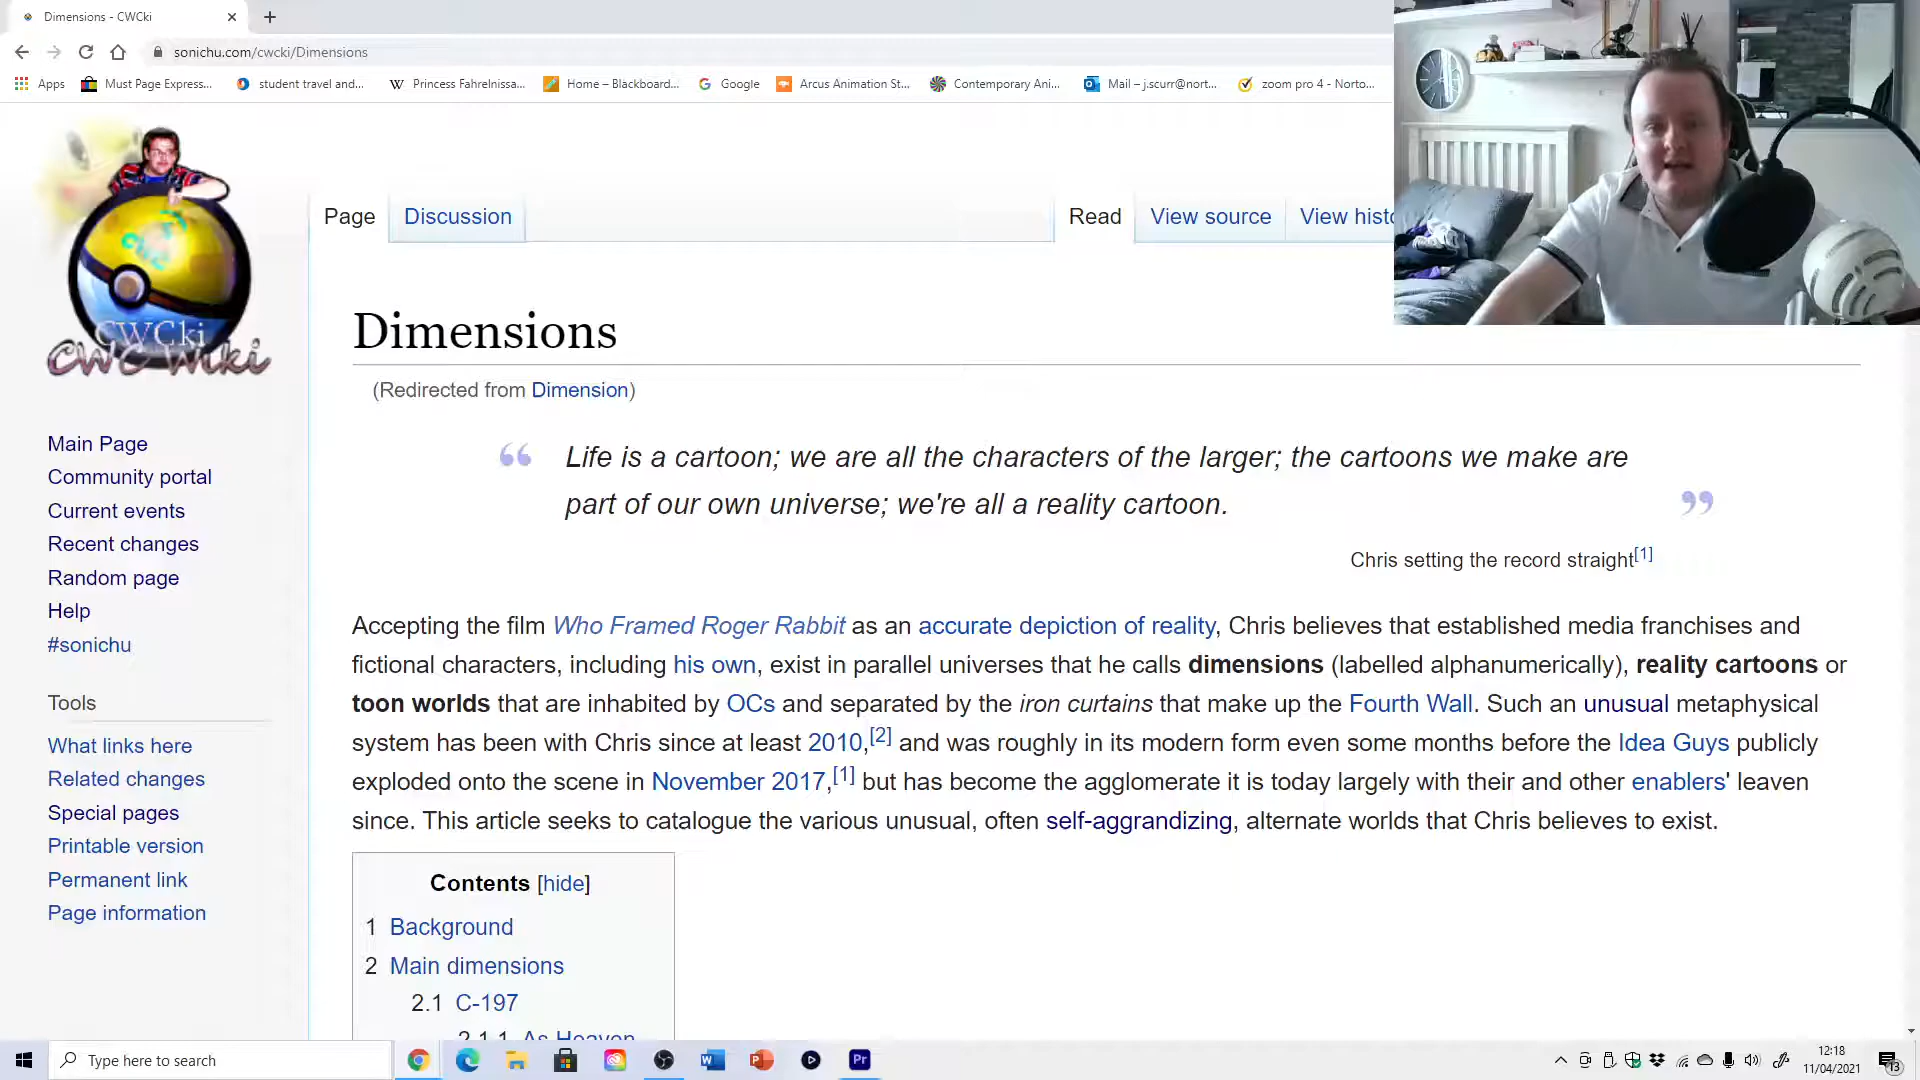 Dimensions - CWCki
sonichu.com/cwcki/Dimensions
Apps
Must Page Express...
student travel and...
Princess Fahrelnissa...
Home – Blackboard...
Google
Arcus Animation St...
Contemporary Ani...
Mail – j.scurr@nort...
zoom pro 4 - Norto...
CWCki
CWC Wiki
Page
Discussion
Read
View source
View histo
Dimensions
(Redirected from Dimension)
“ Life is a cartoon; we are all the characters of the larger; the cartoons we make are
part of our own universe; we're all a reality cartoon. ”
Chris setting the record straight[1]
Accepting the film Who Framed Roger Rabbit as an accurate depiction of reality, Chris believes that established media franchises and
fictional characters, including his own, exist in parallel universes that he calls dimensions (labelled alphanumerically), reality cartoons or
toon worlds that are inhabited by OCs and separated by the iron curtains that make up the Fourth Wall. Such an unusual metaphysical
system has been with Chris since at least 2010,[2] and was roughly in its modern form even some months before the Idea Guys publicly
exploded onto the scene in November 2017,[1] but has become the agglomerate it is today largely with their and other enablers' leaven
since. This article seeks to catalogue the various unusual, often self-aggrandizing, alternate worlds that Chris believes to exist.
Contents [hide]
1 Background
2 Main dimensions
2.1 C-197
2.1.1 As Heaven
Main Page
Community portal
Current events
Recent changes
Random page
Help
#sonichu
Tools
What links here
Related changes
Special pages
Printable version
Permanent link
Page information
Type here to search
Pr
12:18
11/04/2021
13